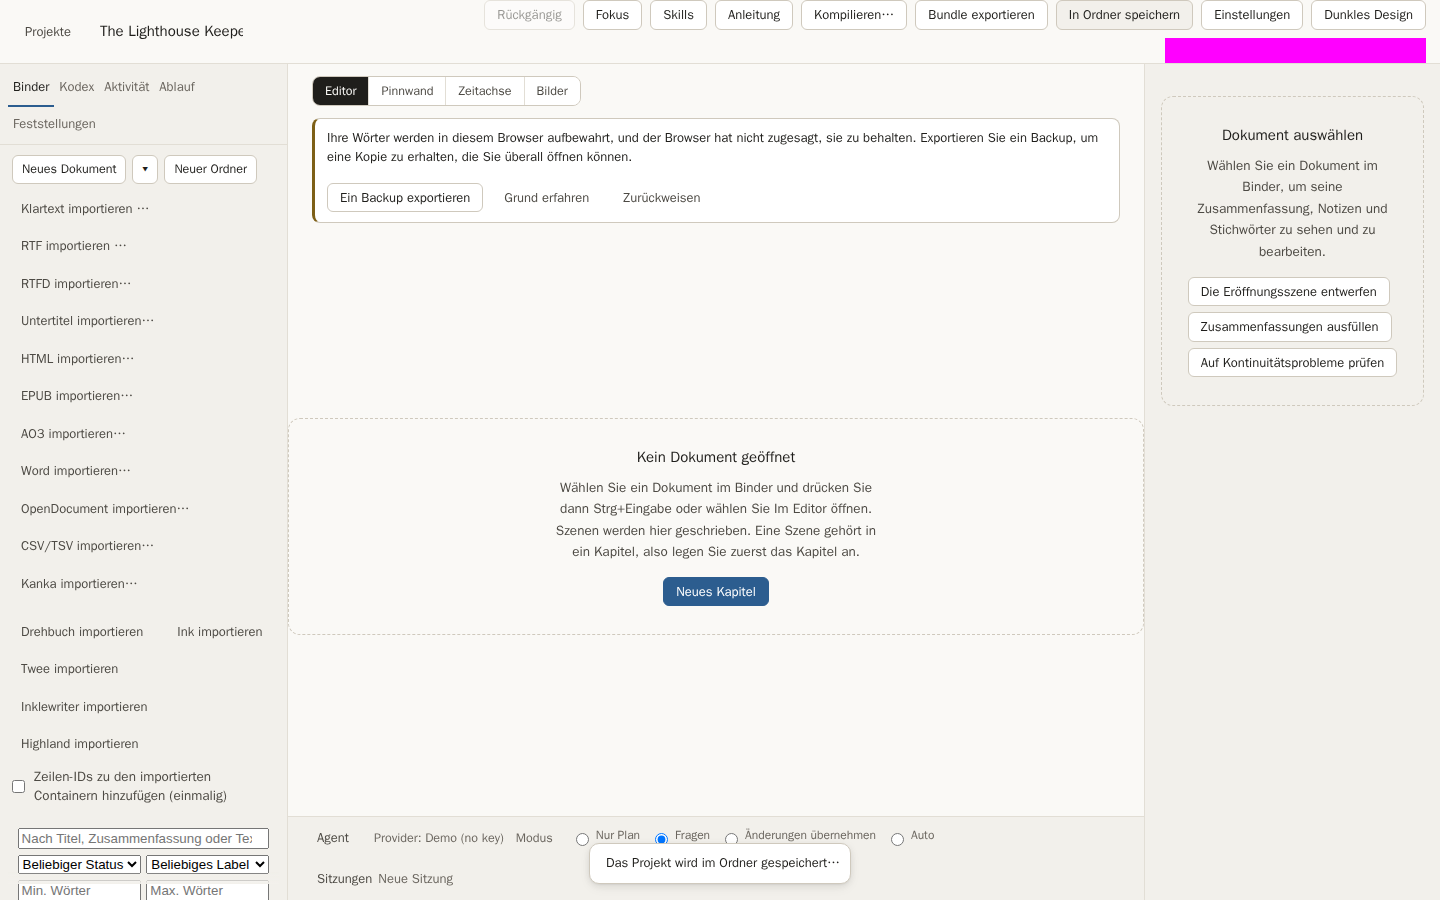 Projekte
The Lighthouse Keepe
Rückgängig
Fokus
Skills
Anleitung
Kompilieren…
Bundle exportieren
In Ordner speichern
Einstellungen
Dunkles Design
Binder
Kodex
Aktivität
Ablauf
Feststellungen
Neues Dokument
Neuer Ordner
Klartext importieren …
RTF importieren …
RTFD importieren…
Untertitel importieren…
HTML importieren…
EPUB importieren…
AO3 importieren…
Word importieren…
OpenDocument importieren…
CSV/TSV importieren…
Kanka importieren…
Drehbuch importieren
Ink importieren
Twee importieren
Inklewriter importieren
Highland importieren
Zeilen-IDs zu den importierten
Containern hinzufügen (einmalig)
Nach Titel, Zusammenfassung oder Tex
Beliebiger Status
Beliebiges Label
Min. Wörter
Max. Wörter
Editor
Pinnwand
Zeitachse
Bilder
Ihre Wörter werden in diesem Browser aufbewahrt, und der Browser hat nicht zugesagt, sie zu behalten. Exportieren Sie ein Backup, um
eine Kopie zu erhalten, die Sie überall öffnen können.
Ein Backup exportieren
Grund erfahren
Zurückweisen
Kein Dokument geöffnet
Wählen Sie ein Dokument im Binder und drücken Sie
dann Strg+Eingabe oder wählen Sie Im Editor öffnen.
Szenen werden hier geschrieben. Eine Szene gehört in
ein Kapitel, also legen Sie zuerst das Kapitel an.
Neues Kapitel
Agent
Provider: Demo (no key)
Modus
Nur Plan
Fragen
Änderungen übernehmen
Auto
Das Projekt wird im Ordner gespeichert…
Sitzungen
Neue Sitzung
Dokument auswählen
Wählen Sie ein Dokument im
Binder, um seine
Zusammenfassung, Notizen und
Stichwörter zu sehen und zu
bearbeiten.
Die Eröffnungsszene entwerfen
Zusammenfassungen ausfüllen
Auf Kontinuitätsprobleme prüfen